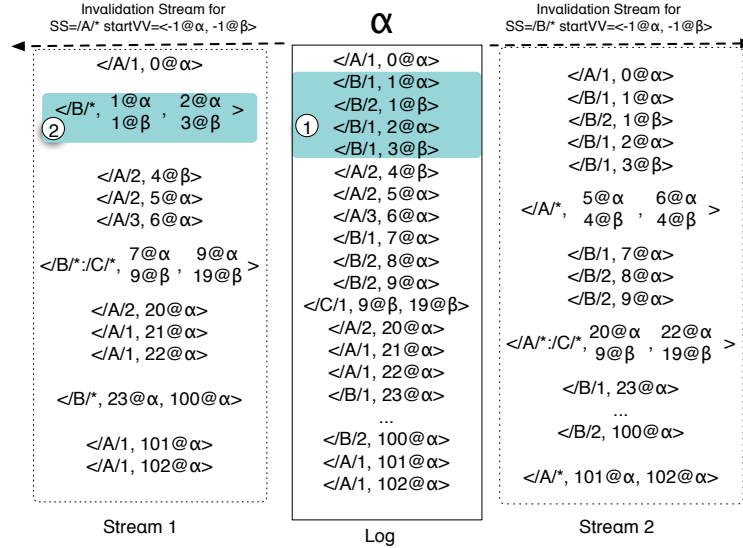 Invalidation Stream for
SS=/A/* startVV=<-1@α, -1@β>
</A/1, 0@α>
</B/*, 1@α , 2@α >
1@β 3@β
2
</A/2, 4@β>
</A/2, 5@α>
</A/3, 6@α>
</B/*:/C/*, 7@α , 9@α >
9@β 19@β
</A/2, 20@α>
</A/1, 21@α>
</A/1, 22@α>
</B/*, 23@α, 100@α>
</A/1, 101@α>
</A/1, 102@α>
Stream 1
α
</A/1, 0@α>
</B/1, 1@α>
</B/2, 1@β>
1
</B/1, 2@α>
</B/1, 3@β>
</A/2, 4@β>
</A/2, 5@α>
</A/3, 6@α>
</B/1, 7@α>
</B/2, 8@α>
</B/2, 9@α>
</C/1, 9@β, 19@β>
</A/2, 20@α>
</A/1, 21@α>
</A/1, 22@α>
</B/1, 23@α>
...
</B/2, 100@α>
</A/1, 101@α>
</A/1, 102@α>
Log
Invalidation Stream for
SS=/B/* startVV=<-1@α, -1@β>
</A/1, 0@α>
</B/1, 1@α>
</B/2, 1@β>
</B/1, 2@α>
</B/1, 3@β>
</A/*, 5@α , 6@α >
4@β 4@β
</B/1, 7@α>
</B/2, 8@α>
</B/2, 9@α>
</A/*:/C/*, 20@α , 22@α >
9@β 19@β
</B/1, 23@α>
...
</B/2, 100@α>
</A/*, 101@α, 102@α>
Stream 2